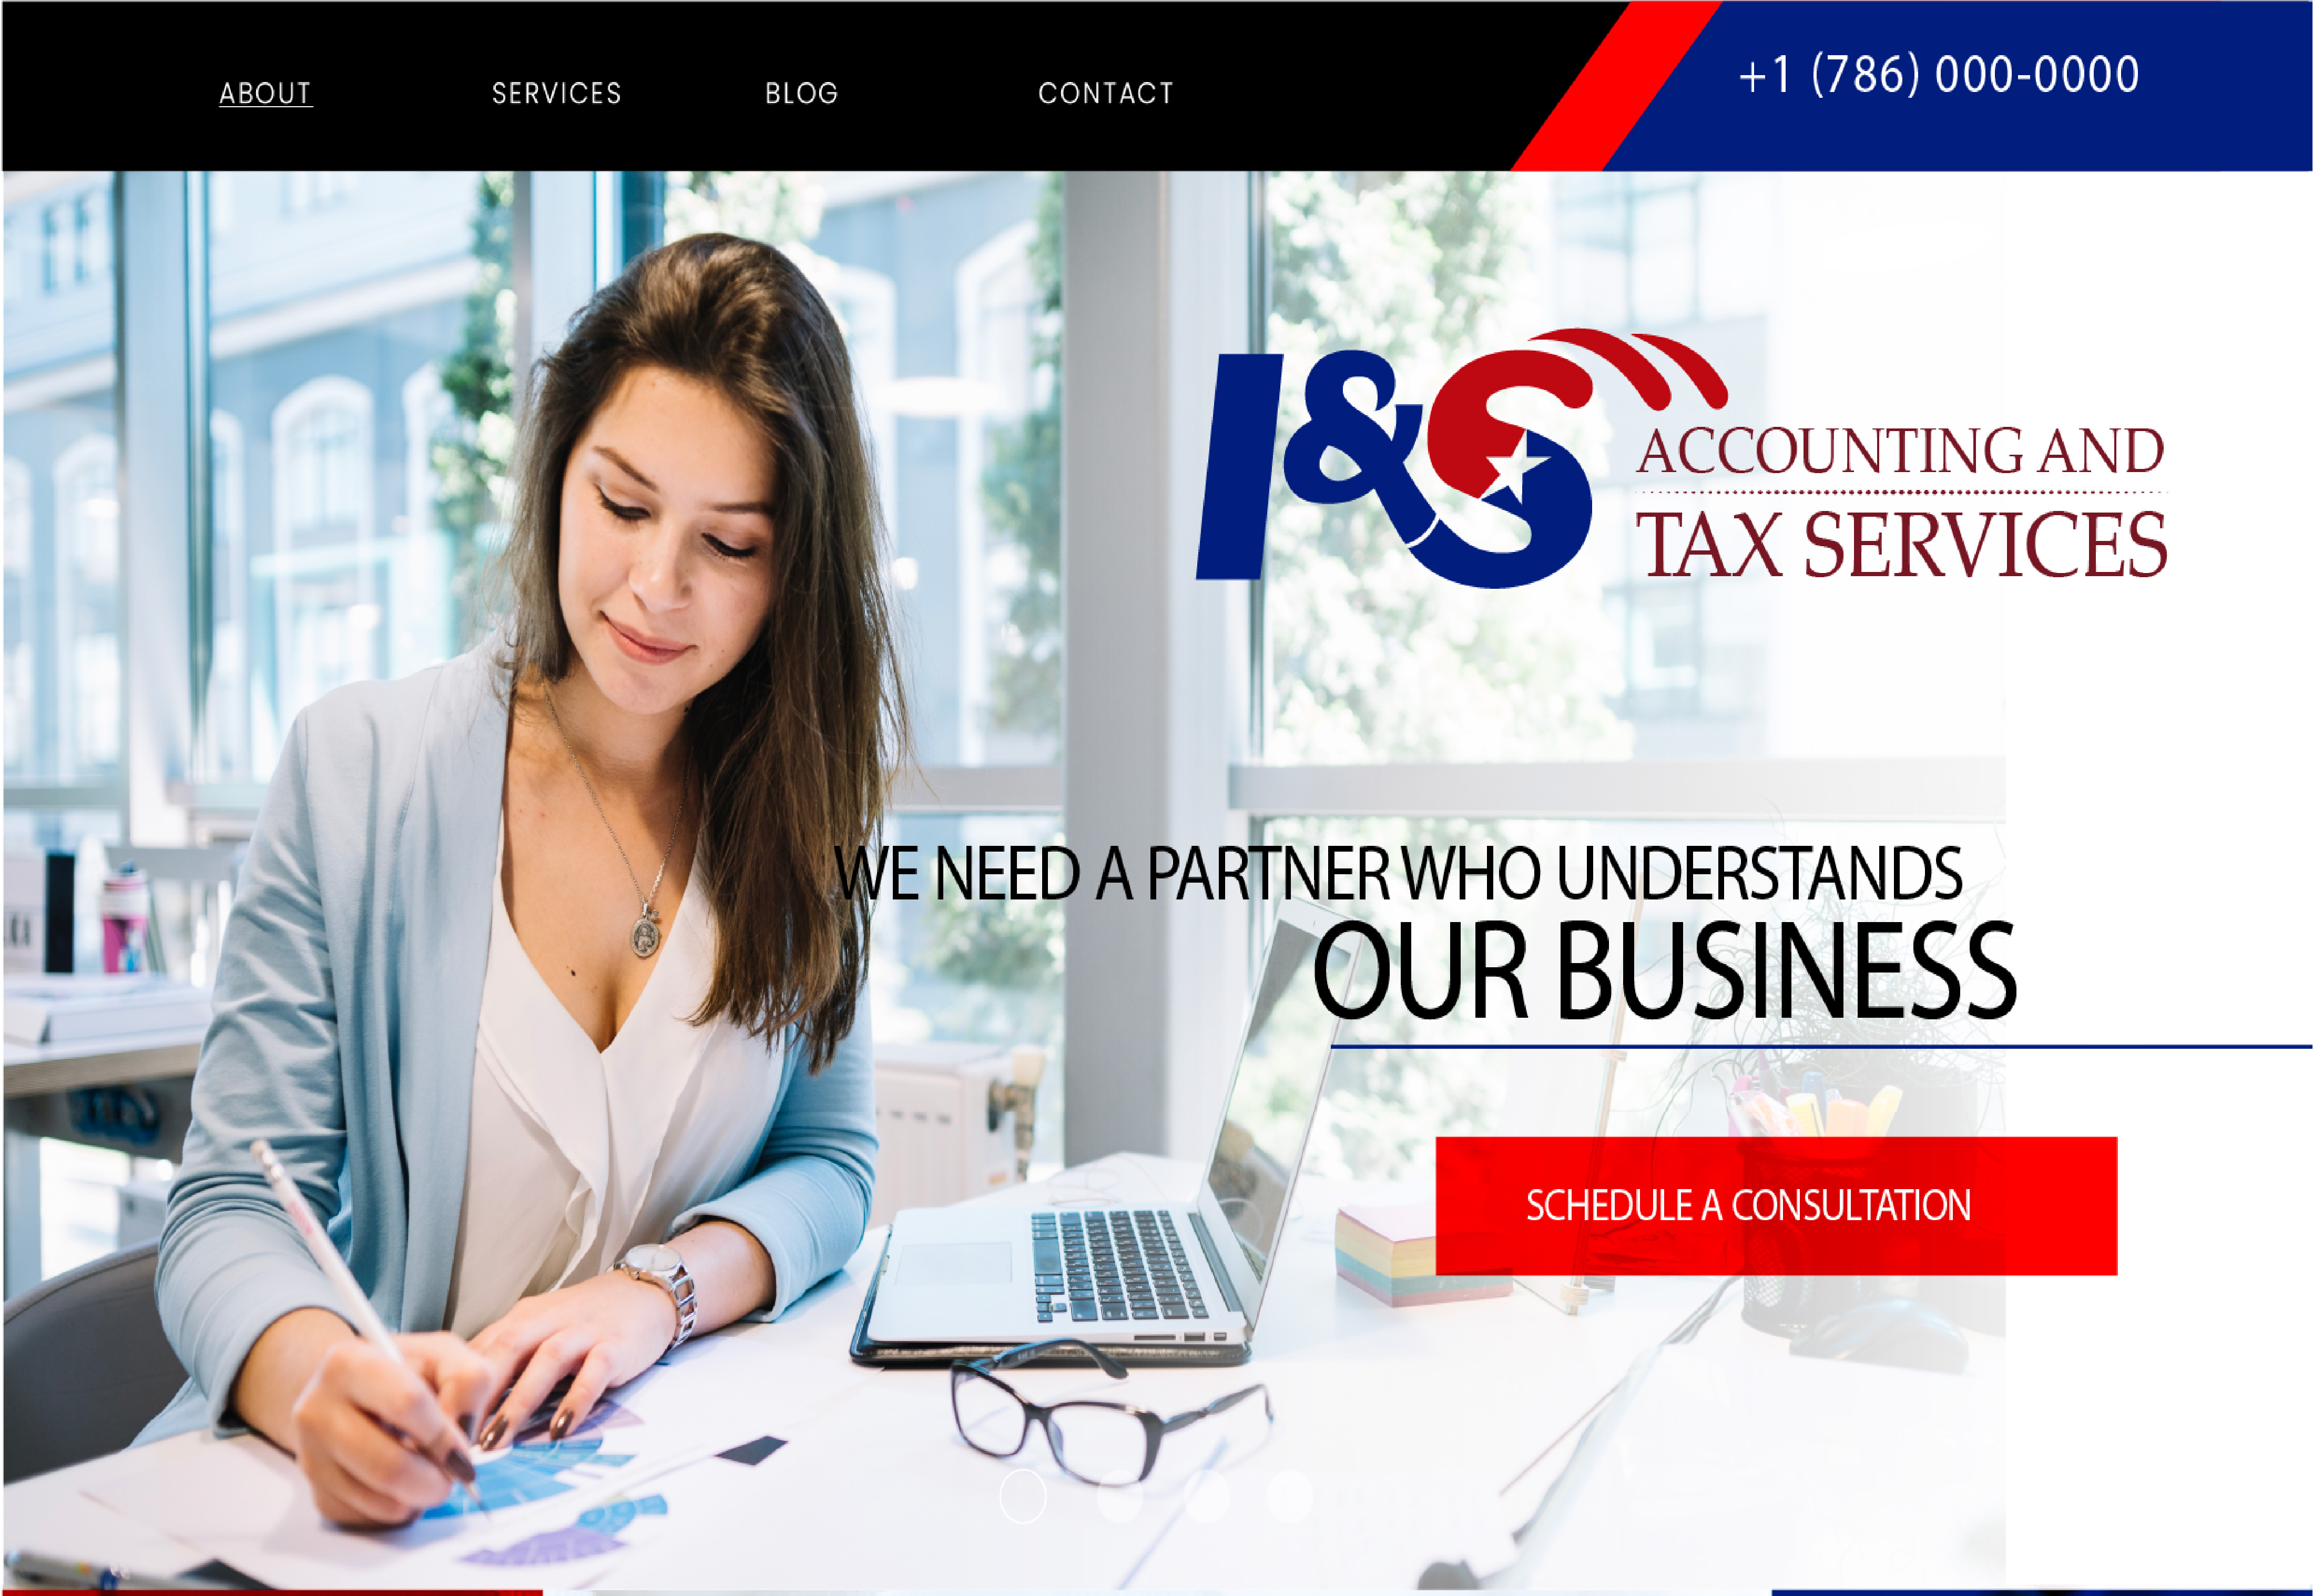 ABOUT SERVICES BLOG CONTACT
+1 (786) 000-0000
I&S
ACCOUNTING AND
TAX SERVICES
WE NEED A PARTNER WHO UNDERSTANDS
OUR BUSINESS
SCHEDULE A CONSULTATION